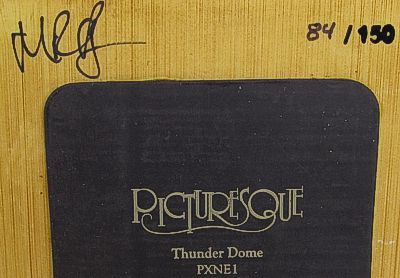 84/150
PICTURESQUE
Thunder Dome
PXNE1